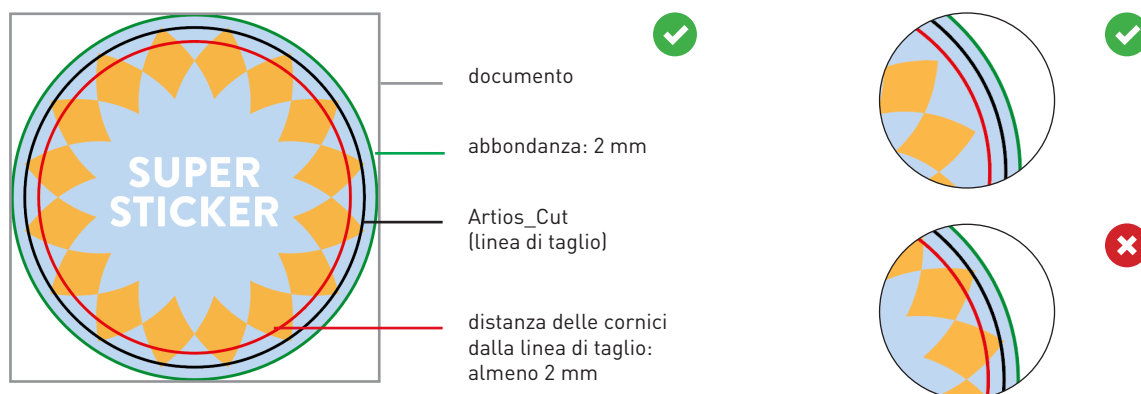 SUPER
STICKER
documento
abbondanza: 2 mm
Artios_Cut
(linea di taglio)
distanza delle cornici
dalla linea di taglio:
almeno 2 mm